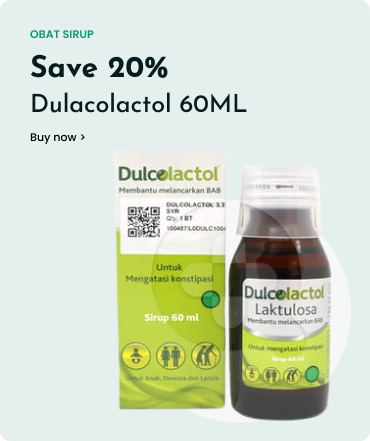 OBAT SIRUP
Save 20%
Dulacolactol 60ML
Buy now >
Dulcolactol
Membantu melancarkan BAB
DULCOLACTOL 3.3
SYR
Qty. 1 BT
Untuk
Mengatasi konstipasi
Sirup 60 ml
Untuk Anak, Dewasa dan Lansia
Dulcolactol
Laktulosa
Membantu melancarkan BAB
Untuk mengatasi konstipasi
Sirup 60 ml